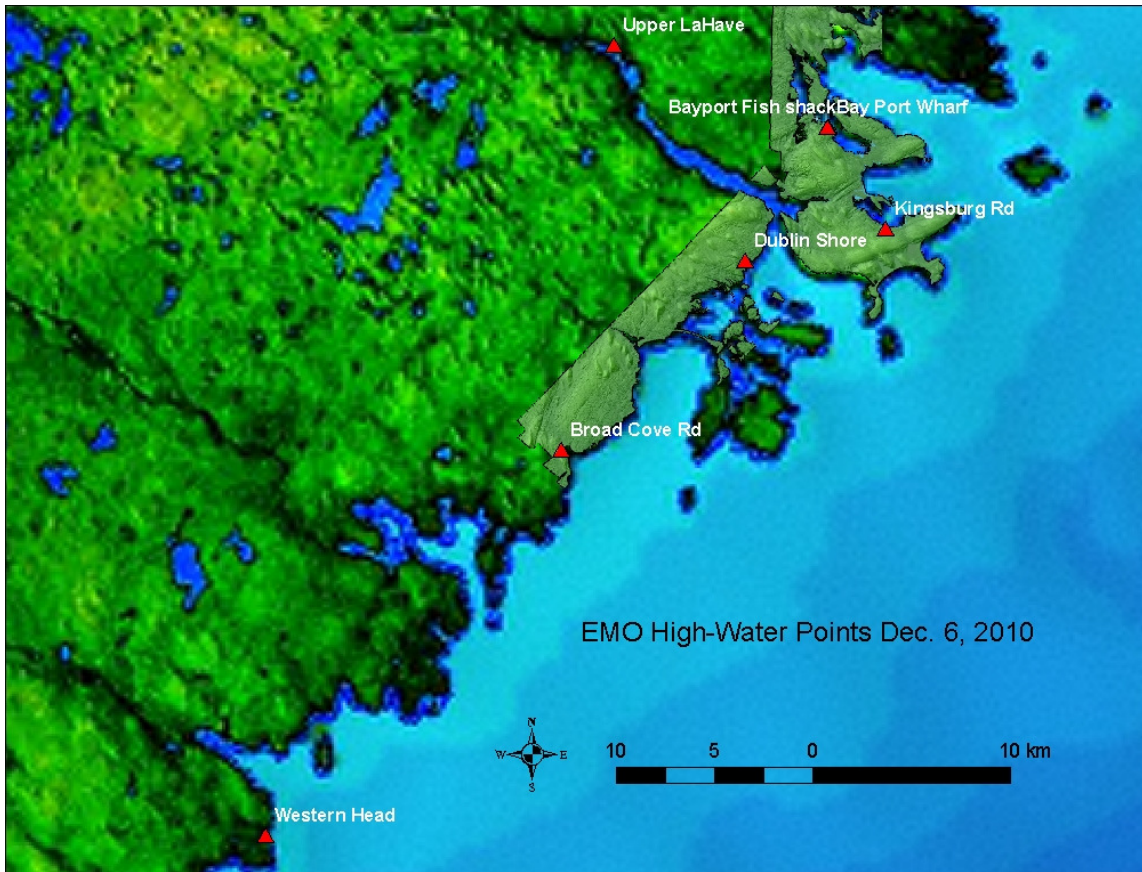 Upper LaHave
Bayport Fish shackBay Port Wharf
Kingsburg Rd
Dublin Shore
Broad Cove Rd
EMO High-Water Points Dec. 6, 2010
N
W E
S
10 5 0 10 km
Western Head